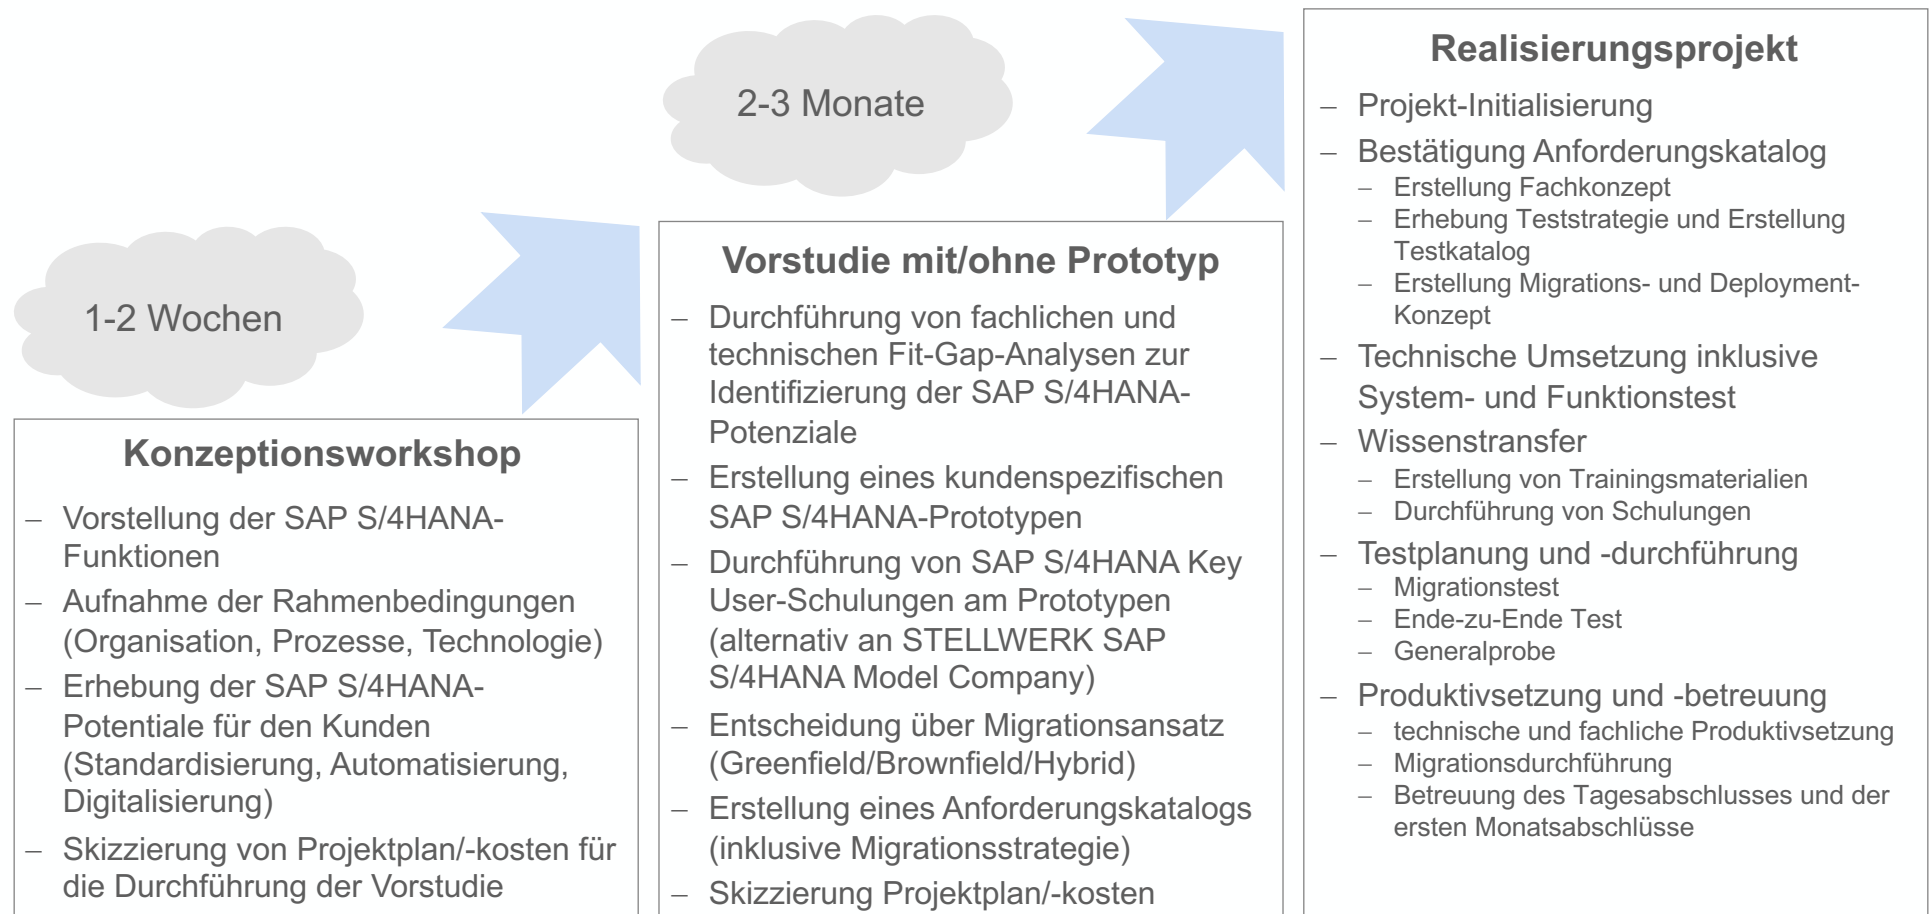 1-2 Wochen
Konzeptionsworkshop
– Vorstellung der SAP S/4HANA-
Funktionen
– Aufnahme der Rahmenbedingungen
(Organisation, Prozesse, Technologie)
– Erhebung der SAP S/4HANA-
Potentiale für den Kunden
(Standardisierung, Automatisierung,
Digitalisierung)
– Skizzierung von Projektplan/-kosten für
die Durchführung der Vorstudie
2-3 Monate
Vorstudie mit/ohne Prototyp
– Durchführung von fachlichen und
technischen Fit-Gap-Analysen zur
Identifizierung der SAP S/4HANA-
Potenziale
– Erstellung eines kundenspezifischen
SAP S/4HANA-Prototypen
– Durchführung von SAP S/4HANA Key
User-Schulungen am Prototypen
(alternativ an STELLWERK SAP
S/4HANA Model Company)
– Entscheidung über Migrationsansatz
(Greenfield/Brownfield/Hybrid)
– Erstellung eines Anforderungskatalogs
(inklusive Migrationsstrategie)
– Skizzierung Projektplan/-kosten
Realisierungsprojekt
– Projekt-Initialisierung
– Bestätigung Anforderungskatalog
– Erstellung Fachkonzept
– Erhebung Teststrategie und Erstellung
Testkatalog
– Erstellung Migrations- und Deployment-
Konzept
– Technische Umsetzung inklusive
System- und Funktionstest
– Wissenstransfer
– Erstellung von Trainingsmaterialien
– Durchführung von Schulungen
– Testplanung und -durchführung
– Migrationstest
– Ende-zu-Ende Test
– Generalprobe
– Produktivsetzung und -betreuung
– technische und fachliche Produktivsetzung
– Migrationsdurchführung
– Betreuung des Tagesabschlusses und der
ersten Monatsabschlüsse